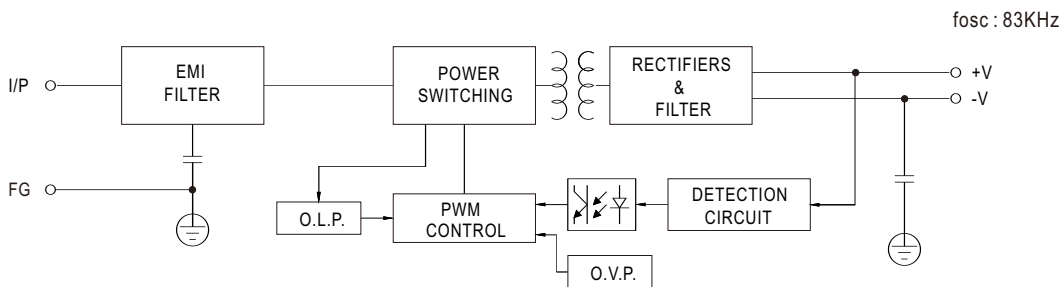 fosc : 83KHz
I/P
EMI
FILTER
POWER
SWITCHING
RECTIFIERS
&
FILTER
+V
-V
FG
O.L.P.
PWM
CONTROL
DETECTION
CIRCUIT
O.V.P.